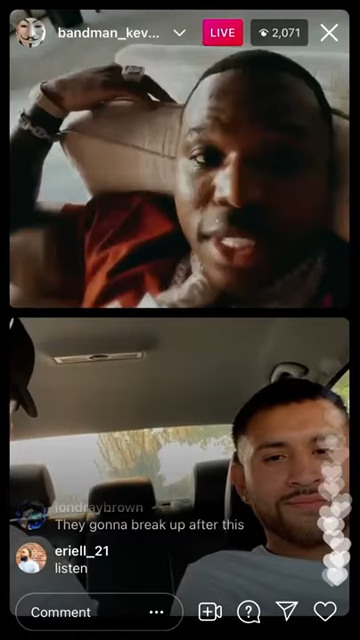 bandman_kev...
LIVE
2,071
londraybrown
They gonna break up after this
eriell_21
listen
Comment